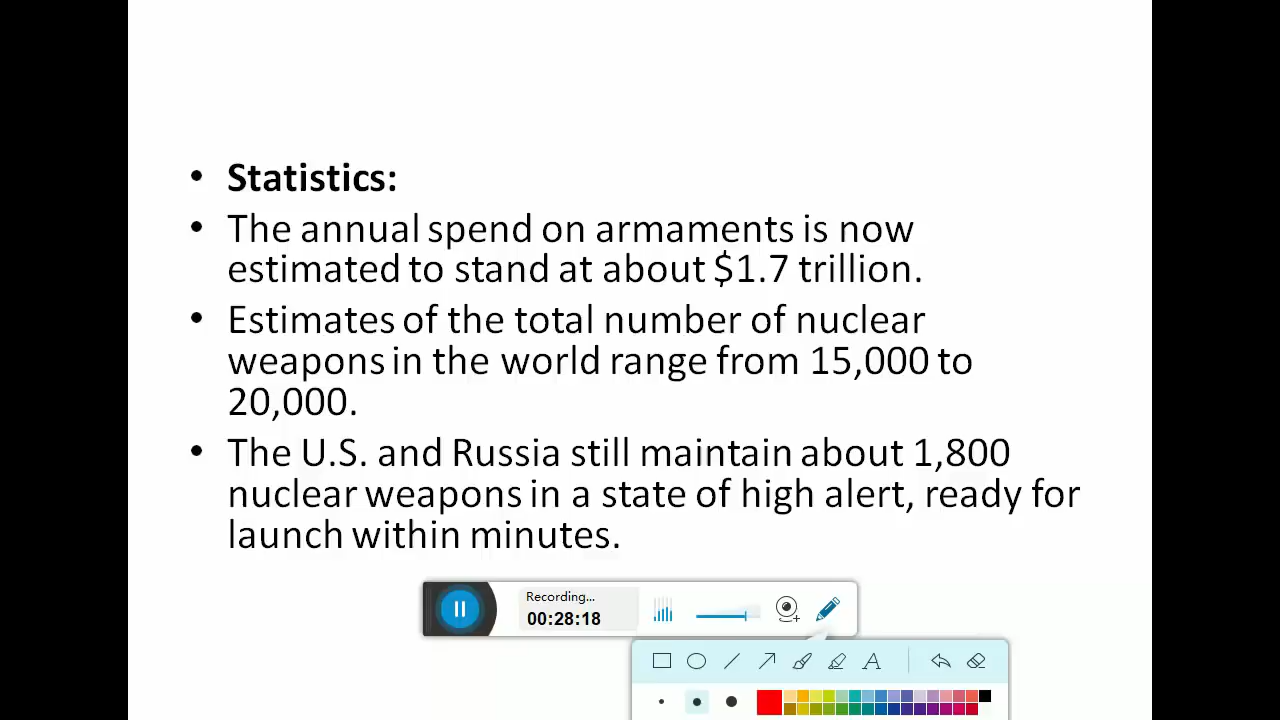 • Statistics:
• The annual spend on armaments is now
estimated to stand at about $1.7 trillion.
• Estimates of the total number of nuclear
weapons in the world range from 15,000 to
20,000.
• The U.S. and Russia still maintain about 1,800
nuclear weapons in a state of high alert, ready for
launch within minutes.
Recording...
00:28:18
A